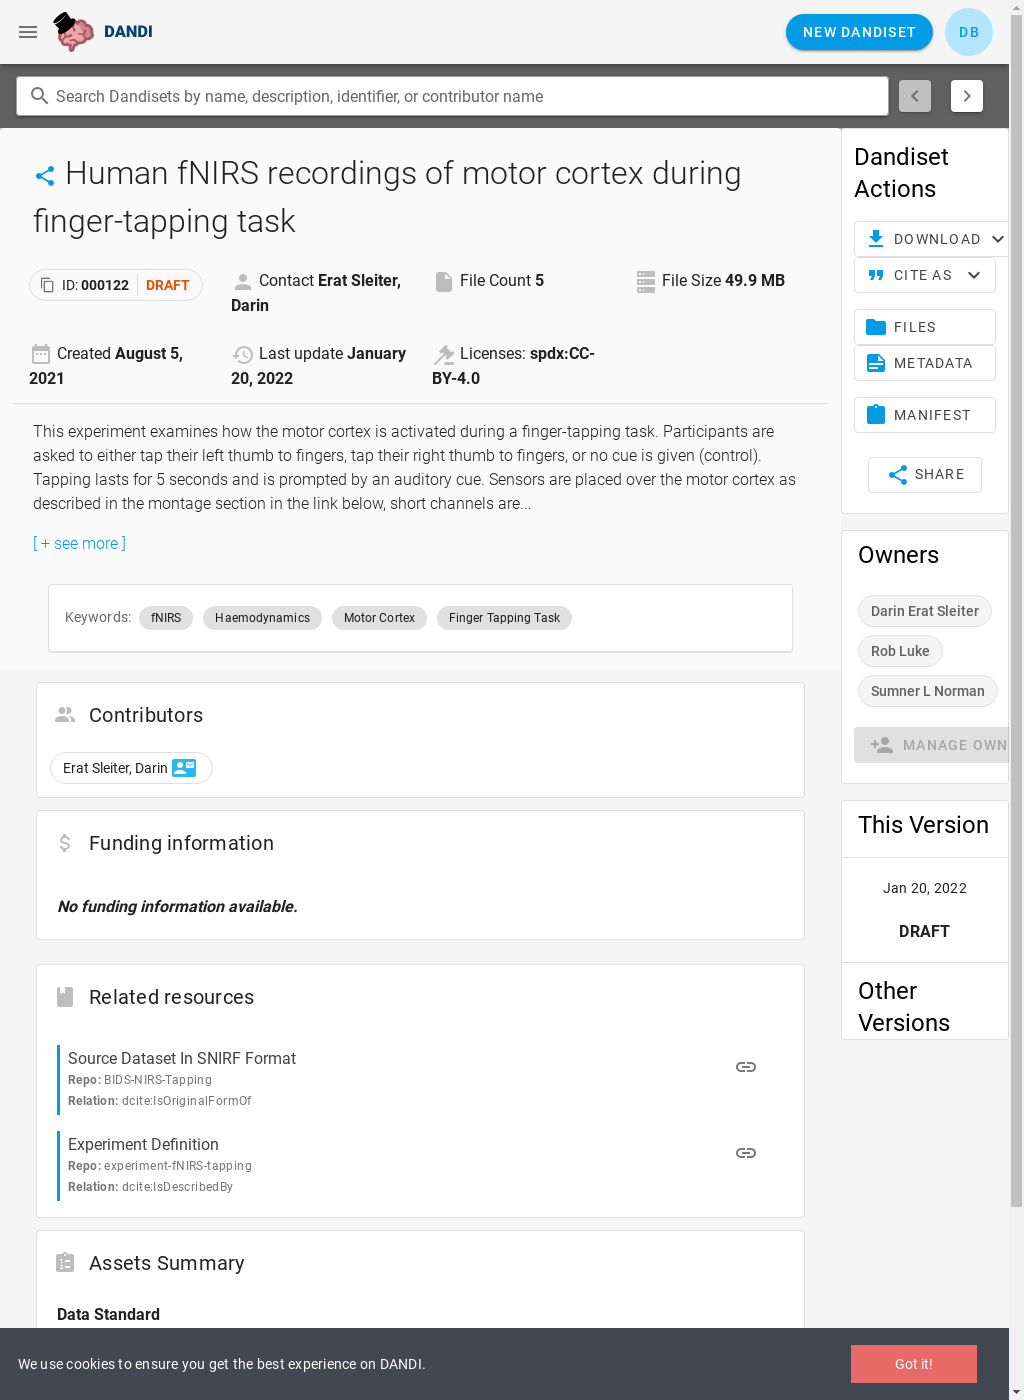 DANDI
NEW DANDISET
DB
Search Dandisets by name, description, identifier, or contributor name
Human fNIRS recordings of motor cortex during
finger-tapping task
ID: 000122 DRAFT
Contact Erat Sleiter,
Darin
File Count 5
File Size 49.9 MB
Created August 5,
2021
Last update January
20, 2022
Licenses: spdx:CC-
BY-4.0
This experiment examines how the motor cortex is activated during a finger-tapping task. Participants are
asked to either tap their left thumb to fingers, tap their right thumb to fingers, or no cue is given (control).
Tapping lasts for 5 seconds and is prompted by an auditory cue. Sensors are placed over the motor cortex as
described in the montage section in the link below, short channels are...
[ + see more ]
Keywords: fNIRS Haemodynamics Motor Cortex Finger Tapping Task
Contributors
Erat Sleiter, Darin
Funding information
No funding information available.
Related resources
Source Dataset In SNIRF Format
Repo: BIDS-NIRS-Tapping
Relation: dcite:IsOriginalFormOf
Experiment Definition
Repo: experiment-fNIRS-tapping
Relation: dcite:IsDescribedBy
Assets Summary
Data Standard
Dandiset
Actions
DOWNLOAD
CITE AS
FILES
METADATA
MANIFEST
SHARE
Owners
Darin Erat Sleiter
Rob Luke
Sumner L Norman
MANAGE OWN
This Version
Jan 20, 2022
DRAFT
Other
Versions
We use cookies to ensure you get the best experience on DANDI.
Got it!